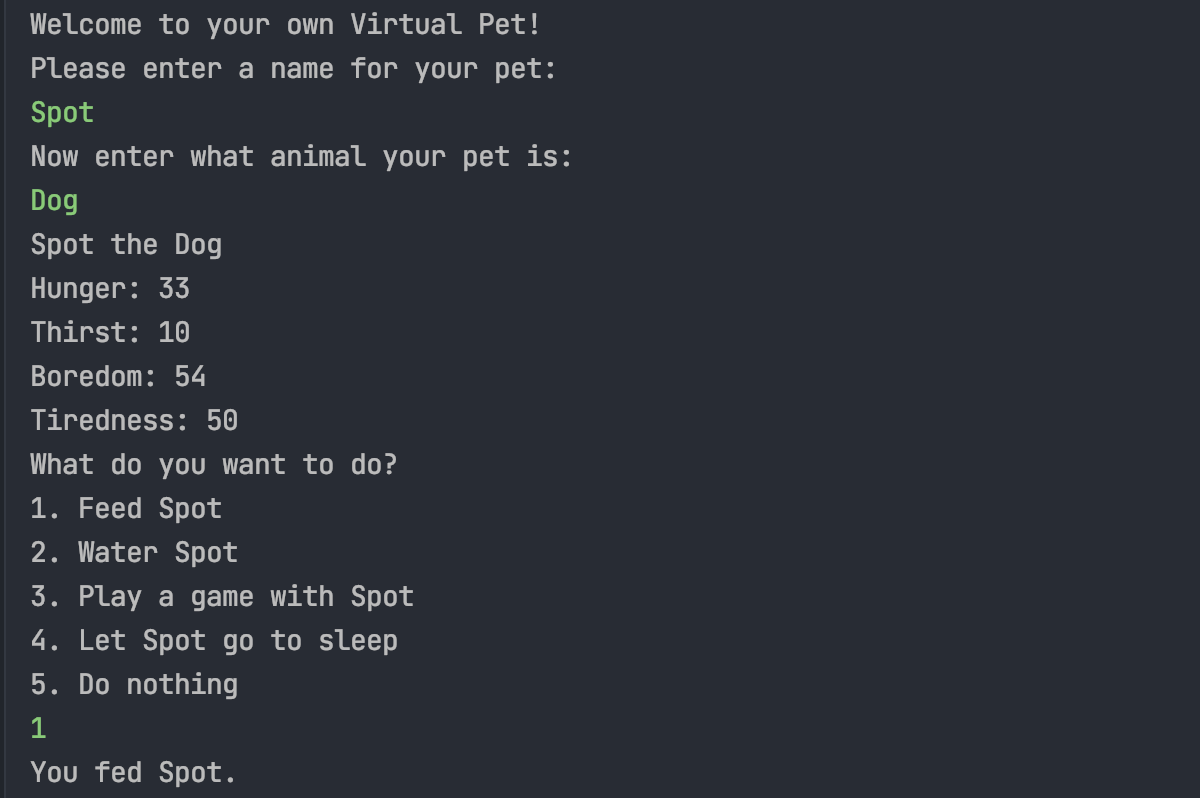 Welcome to your own Virtual Pet!
Please enter a name for your pet:
Spot
Now enter what animal your pet is:
Dog
Spot the Dog
Hunger: 33
Thirst: 10
Boredom: 54
Tiredness: 50
What do you want to do?
1. Feed Spot
2. Water Spot
3. Play a game with Spot
4. Let Spot go to sleep
5. Do nothing
1
You fed Spot.